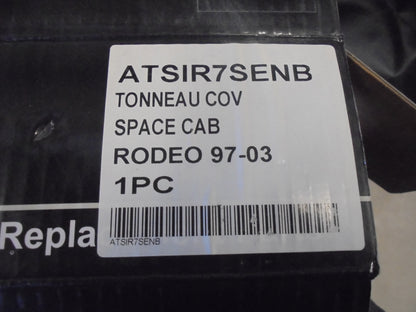 ATSIR7SENB
TONNEAU COV
SPACE CAB
RODEO 97-03
1PC
ATSIR7SENB
Repla